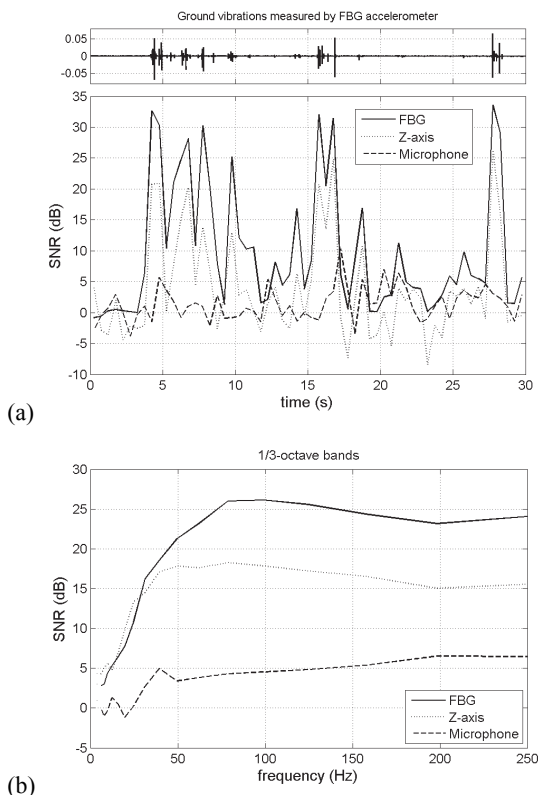 Ground vibrations measured by FBG accelerometer
0.05
0
-0.05
35
30
25
20
15
10
5
0
-5
-10
SNR (dB)
FBG
Z-axis
Microphone
0 5 10 15 20 25 30
time (s)
(a)
1/3-octave bands
30
25
20
15
10
5
0
-5
SNR (dB)
FBG
Z-axis
Microphone
0 50 100 150 200 250
frequency (Hz)
(b)